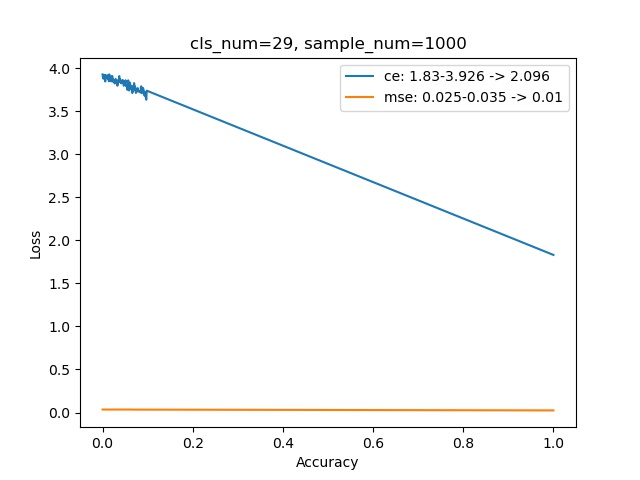 cls_num=29, sample_num=1000
ce: 1.83-3.926 -> 2.096
mse: 0.025-0.035 -> 0.01
Loss
4.0
3.5
3.0
2.5
2.0
1.5
1.0
0.5
0.0
0.0 0.2 0.4 0.6 0.8 1.0
Accuracy